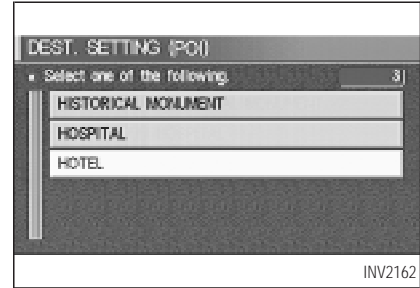 DEST. SETTING (POI)
Select one of the following. 3
HISTORICAL MONUMENT
HOSPITAL
HOTEL
INV2162